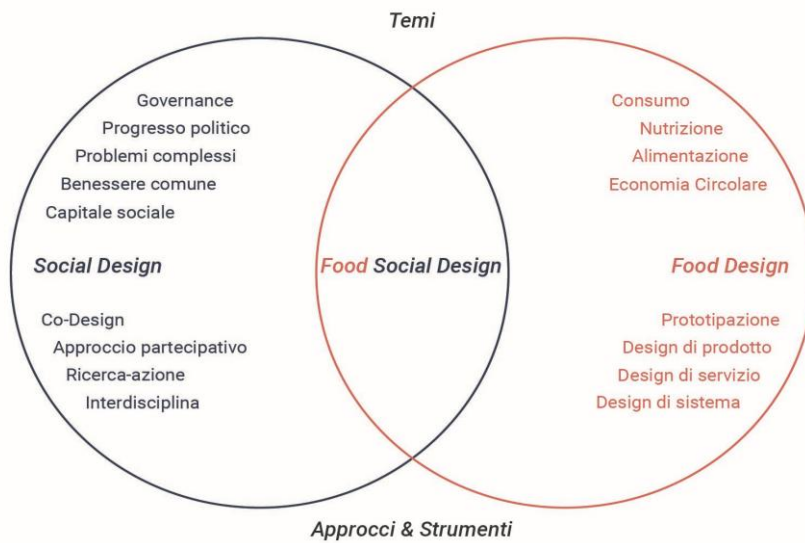 Temi
Governance
Progresso politico
Problemi complessi
Benessere comune
Capitale sociale
Consumo
Nutrizione
Alimentazione
Economia Circolare
Social Design
Food Social Design
Food Design
Co-Design
Approccio partecipativo
Ricerca-azione
Interdisciplina
Prototipazione
Design di prodotto
Design di servizio
Design di sistema
Approcci & Strumenti